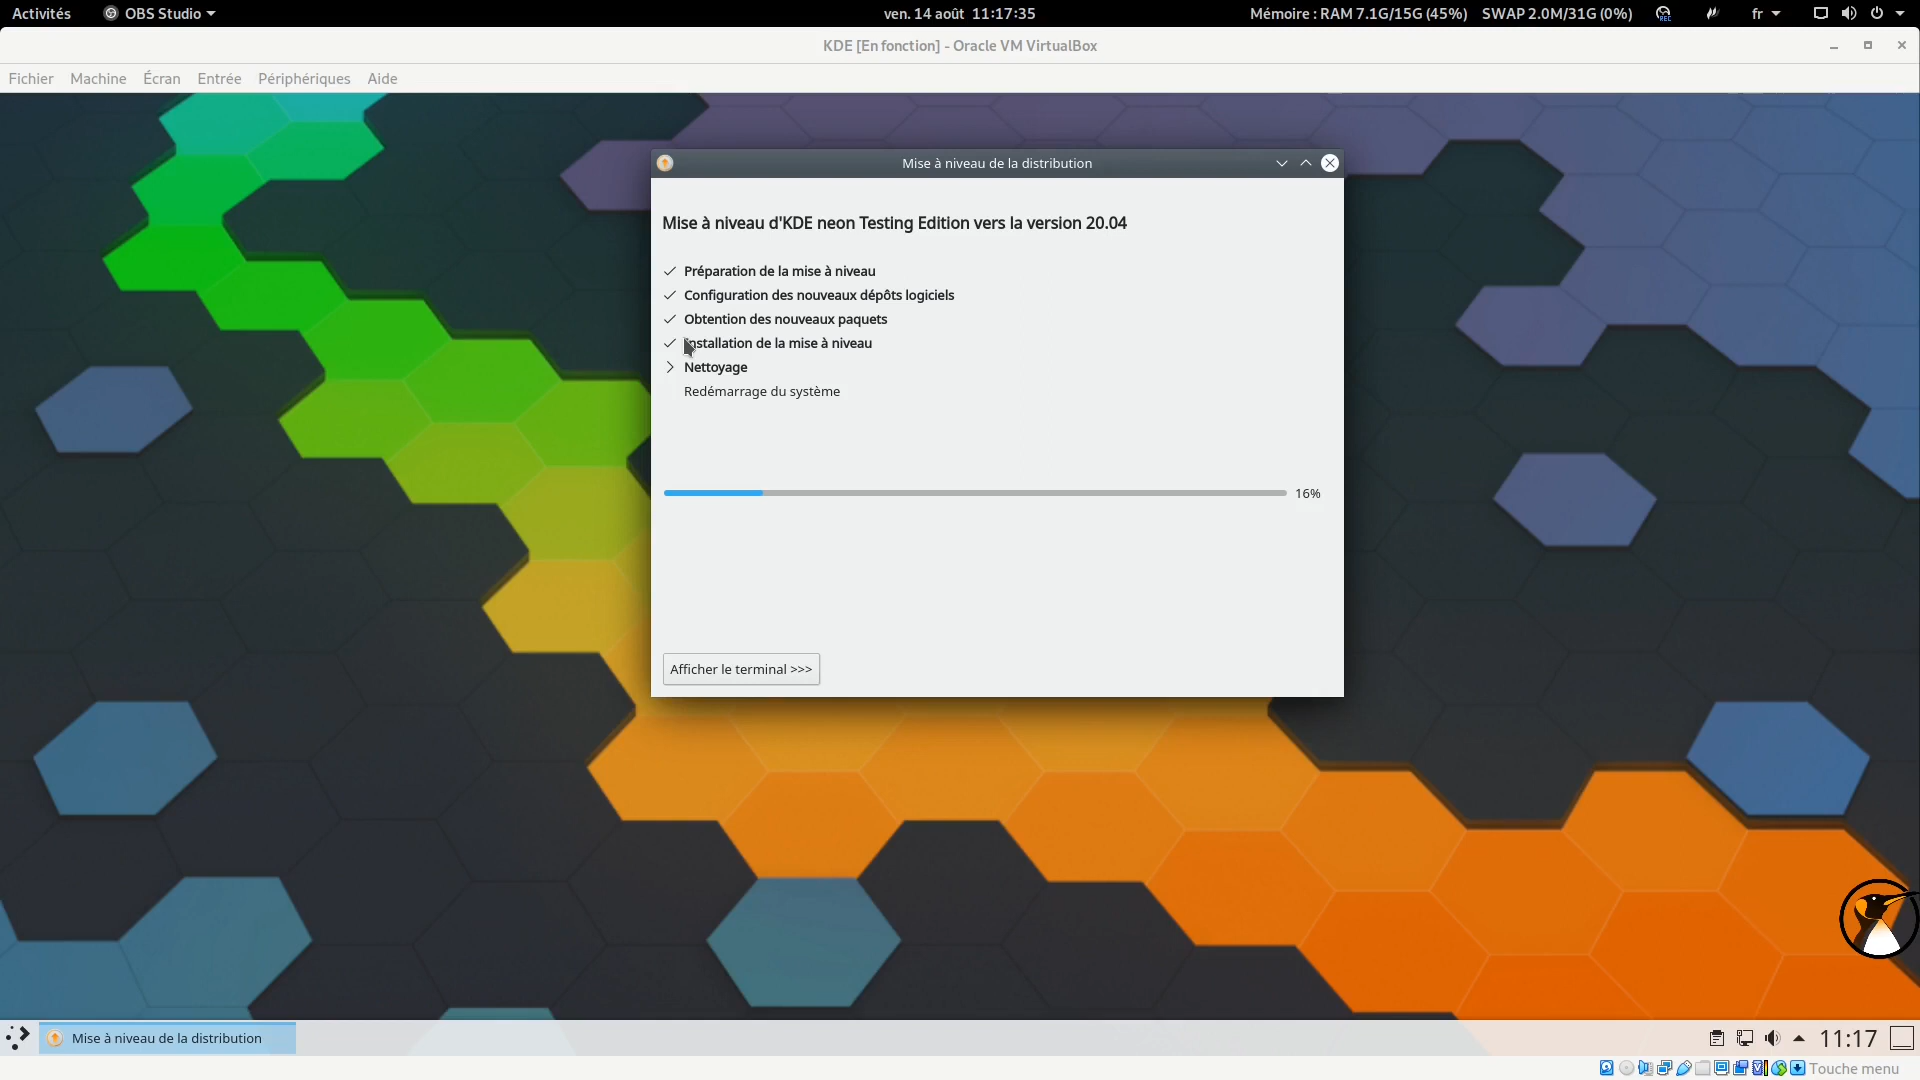 Activités OBS Studio ven. 14 août 11:17:35 Mémoire : RAM 7.1G/15G (45%) SWAP 2.0M/31G (0%) fr
KDE [En fonction] - Oracle VM VirtualBox
Fichier Machine Écran Entrée Périphériques Aide
Mise à niveau de la distribution
Mise à niveau d'KDE neon Testing Edition vers la version 20.04
Préparation de la mise à niveau
Configuration des nouveaux dépôts logiciels
Obtention des nouveaux paquets
Installation de la mise à niveau
Nettoyage
Redémarrage du système
16%
Afficher le terminal >>>
Mise à niveau de la distribution 11:17
Touche menu